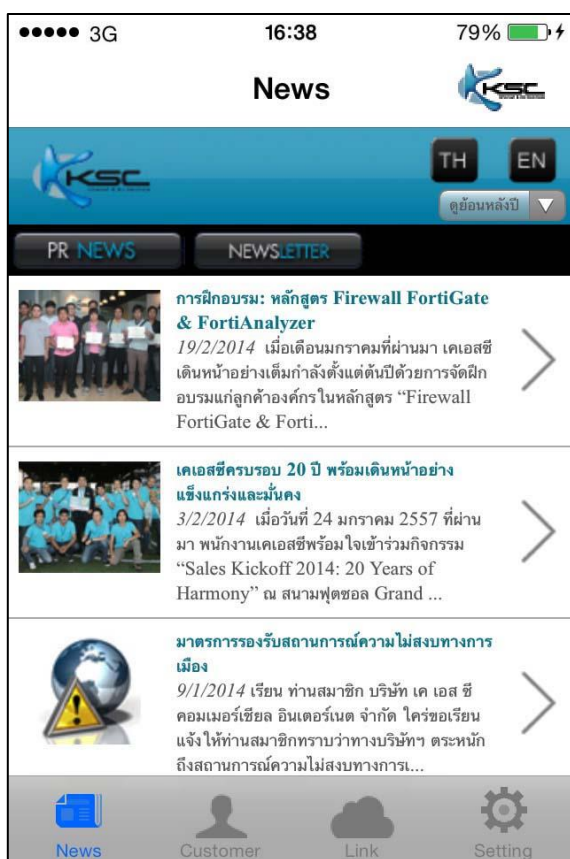 3G 16:38 79%
News KSC
KSC TH EN
ดูย้อนหลังปี
PR NEWS NEWSLETTER
การฝึกอบรม: หลักสูตร Firewall FortiGate
& FortiAnalyzer
19/2/2014 เมื่อเดือนมกราคมที่ผ่านมา เคเอสซี
เดินหน้าอย่างเต็มกำลังตั้งแต่ต้นปีด้วยการจัดฝึก
อบรมแก่ลูกค้าองค์กรในหลักสูตร “Firewall
FortiGate & Forti...
เคเอสซีครบรอบ 20 ปี พร้อมเดินหน้าอย่าง
แข็งแกร่งและมั่นคง
3/2/2014 เมื่อวันที่ 24 มกราคม 2557 ที่ผ่าน
มา พนักงานเคเอสซีพร้อมใจเข้าร่วมกิจกรรม
“Sales Kickoff 2014: 20 Years of
Harmony” ณ สนามฟุตซอล Grand ...
มาตรการรองรับสถานการณ์ความไม่สงบทางการ
เมือง
9/1/2014 เรียน ท่านสมาชิก บริษัท เค เอส ซี
คอมเมอร์เชียล อินเตอร์เนต จำกัด ใคร่ขอเรียน
แจ้งให้ท่านสมาชิกทราบว่าทางบริษัทฯ ตระหนัก
ถึงสถานการณ์ความไม่สงบทางการเ...
News Customer Link Setting